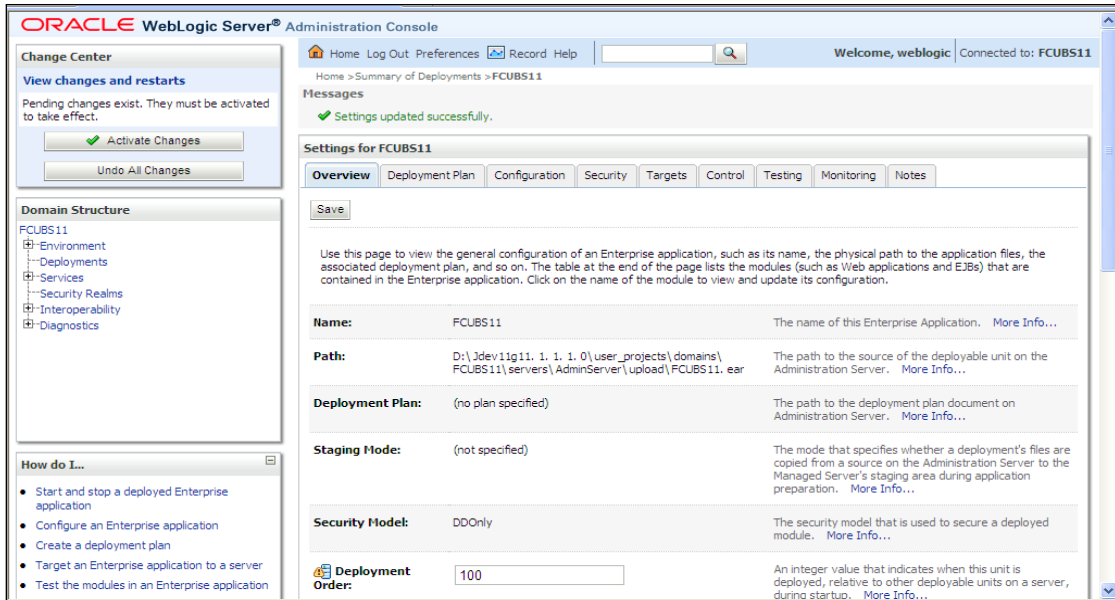 ORACLE WebLogic Server® Administration Console
Change Center
View changes and restarts
Pending changes exist. They must be activated
to take effect.
Activate Changes
Undo All Changes
Domain Structure
FCUBS11
Environment
Deployments
Services
Security Realms
Interoperability
Diagnostics
How do I...
Start and stop a deployed Enterprise
application
Configure an Enterprise application
Create a deployment plan
Target an Enterprise application to a server
Test the modules in an Enterprise application
Home Log Out Preferences Record Help
Welcome, weblogic Connected to: FCUBS11
Home >Summary of Deployments >FCUBS11
Messages
Settings updated successfully.
Settings for FCUBS11
Overview Deployment Plan Configuration Security Targets Control Testing Monitoring Notes
Save
Use this page to view the general configuration of an Enterprise application, such as its name, the physical path to the application files, the
associated deployment plan, and so on. The table at the end of the page lists the modules (such as Web applications and EJBs) that are
contained in the Enterprise application. Click on the name of the module to view and update its configuration.
Name: FCUBS11 The name of this Enterprise Application. More Info...
Path: D:\Jdev11g11. 1. 1. 1. 0\user_projects\domains\ The path to the source of the deployable unit on the
FCUBS11\servers\AdminServer\upload\FCUBS11. ear Administration Server. More Info...
Deployment Plan: (no plan specified) The path to the deployment plan document on
Administration Server. More Info...
Staging Mode: (not specified) The mode that specifies whether a deployment's files are
copied from a source on the Administration Server to the
Managed Server's staging area during application
preparation. More Info...
Security Model: DDOnly The security model that is used to secure a deployed
module. More Info...
Deployment 100 An integer value that indicates when this unit is
Order: deployed, relative to other deployable units on a server,
during startup. More Info...